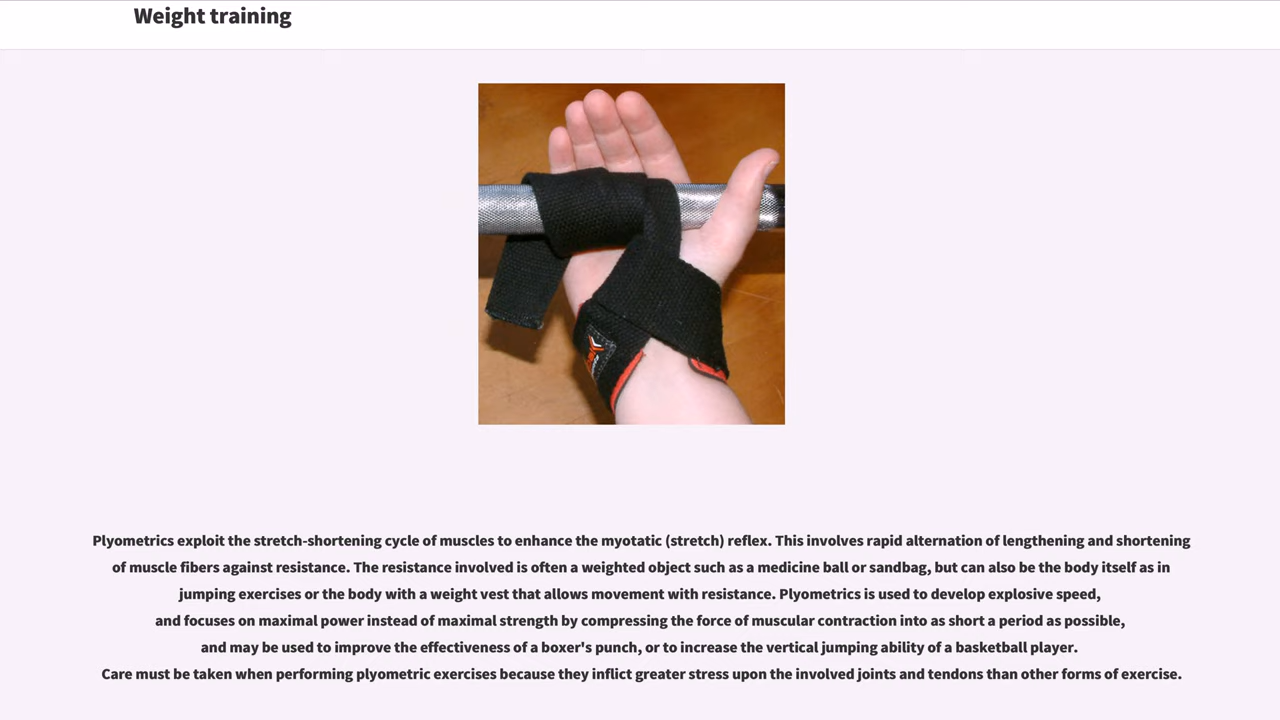 Weight training
Plyometrics exploit the stretch-shortening cycle of muscles to enhance the myotatic (stretch) reflex. This involves rapid alternation of lengthening and shortening
of muscle fibers against resistance. The resistance involved is often a weighted object such as a medicine ball or sandbag, but can also be the body itself as in
jumping exercises or the body with a weight vest that allows movement with resistance. Plyometrics is used to develop explosive speed,
and focuses on maximal power instead of maximal strength by compressing the force of muscular contraction into as short a period as possible,
and may be used to improve the effectiveness of a boxer's punch, or to increase the vertical jumping ability of a basketball player.
Care must be taken when performing plyometric exercises because they inflict greater stress upon the involved joints and tendons than other forms of exercise.